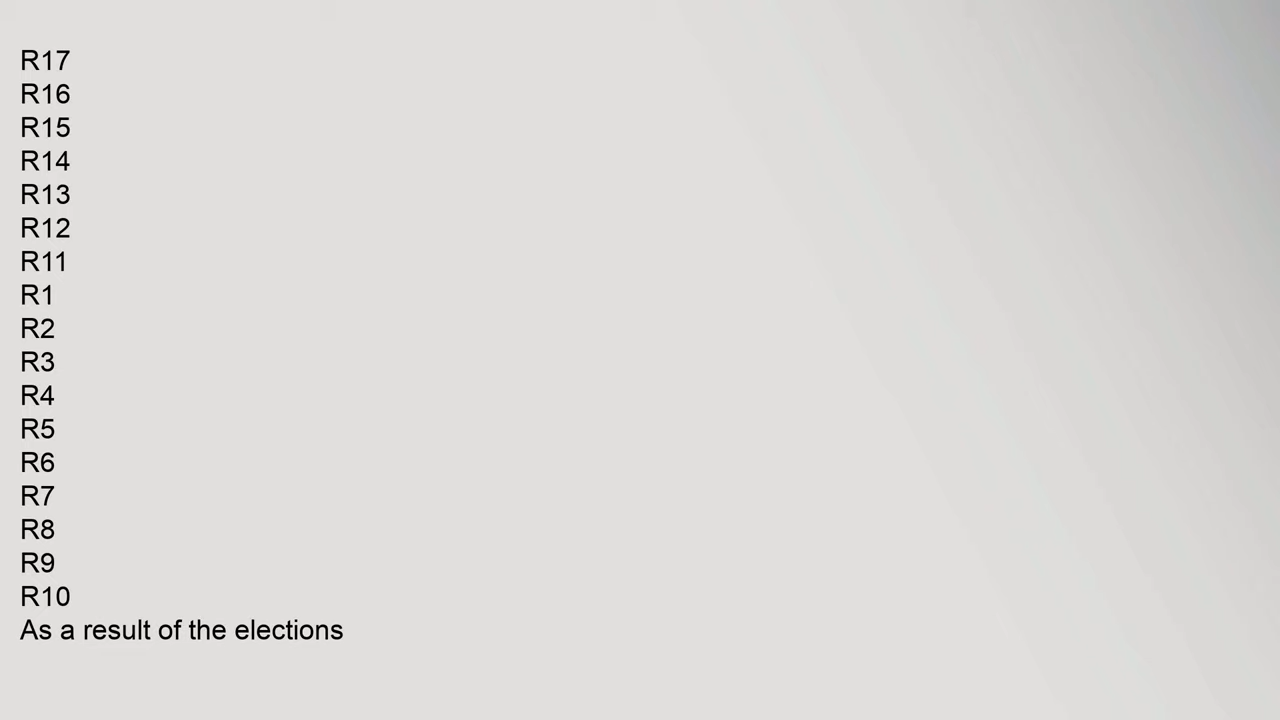 R17
R16
R15
R14
R13
R12
R11
R1
R2
R3
R4
R5
R6
R7
R8
R9
R10
As a result of the elections